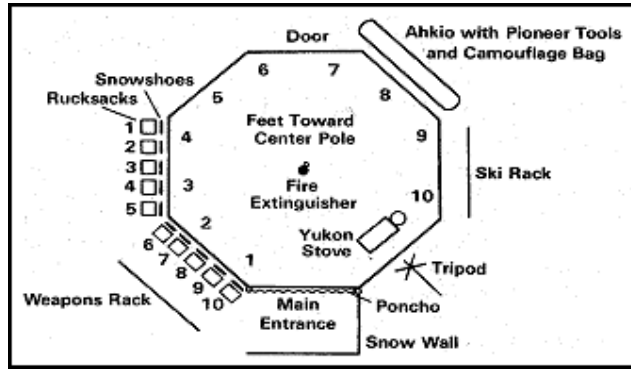 Door
Ahkio with Pioneer Tools
and Camouflage Bag
Snowshoes
Rucksacks
6
7
5
8
1
2
3
4
5
4
Feet Toward
Center Pole
9
3
Fire
Extinguisher
10
Ski Rack
2
Yukon
Stove
1
6
7
8
9
10
Tripod
Weapons Rack
Main
Entrance
Poncho
Snow Wall